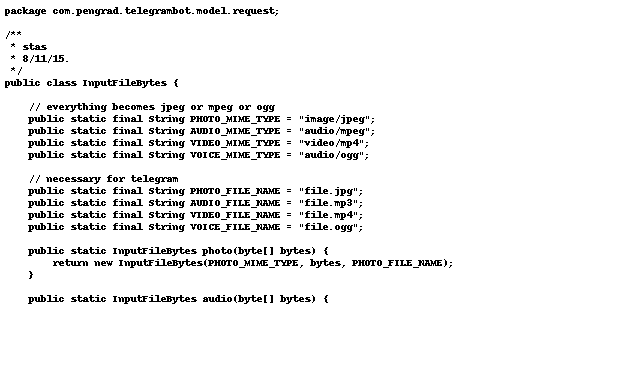 package com.pengrad.telegrambot.model.request;

/**
 * stas
 * 8/11/15.
 */
public class InputFileBytes {

    // everything becomes jpeg or mpeg or ogg
    public static final String PHOTO_MIME_TYPE = "image/jpeg";
    public static final String AUDIO_MIME_TYPE = "audio/mpeg";
    public static final String VIDEO_MIME_TYPE = "video/mp4";
    public static final String VOICE_MIME_TYPE = "audio/ogg";

    // necessary for telegram
    public static final String PHOTO_FILE_NAME = "file.jpg";
    public static final String AUDIO_FILE_NAME = "file.mp3";
    public static final String VIDEO_FILE_NAME = "file.mp4";
    public static final String VOICE_FILE_NAME = "file.ogg";

    public static InputFileBytes photo(byte[] bytes) {
        return new InputFileBytes(PHOTO_MIME_TYPE, bytes, PHOTO_FILE_NAME);
    }

    public static InputFileBytes audio(byte[] bytes) {